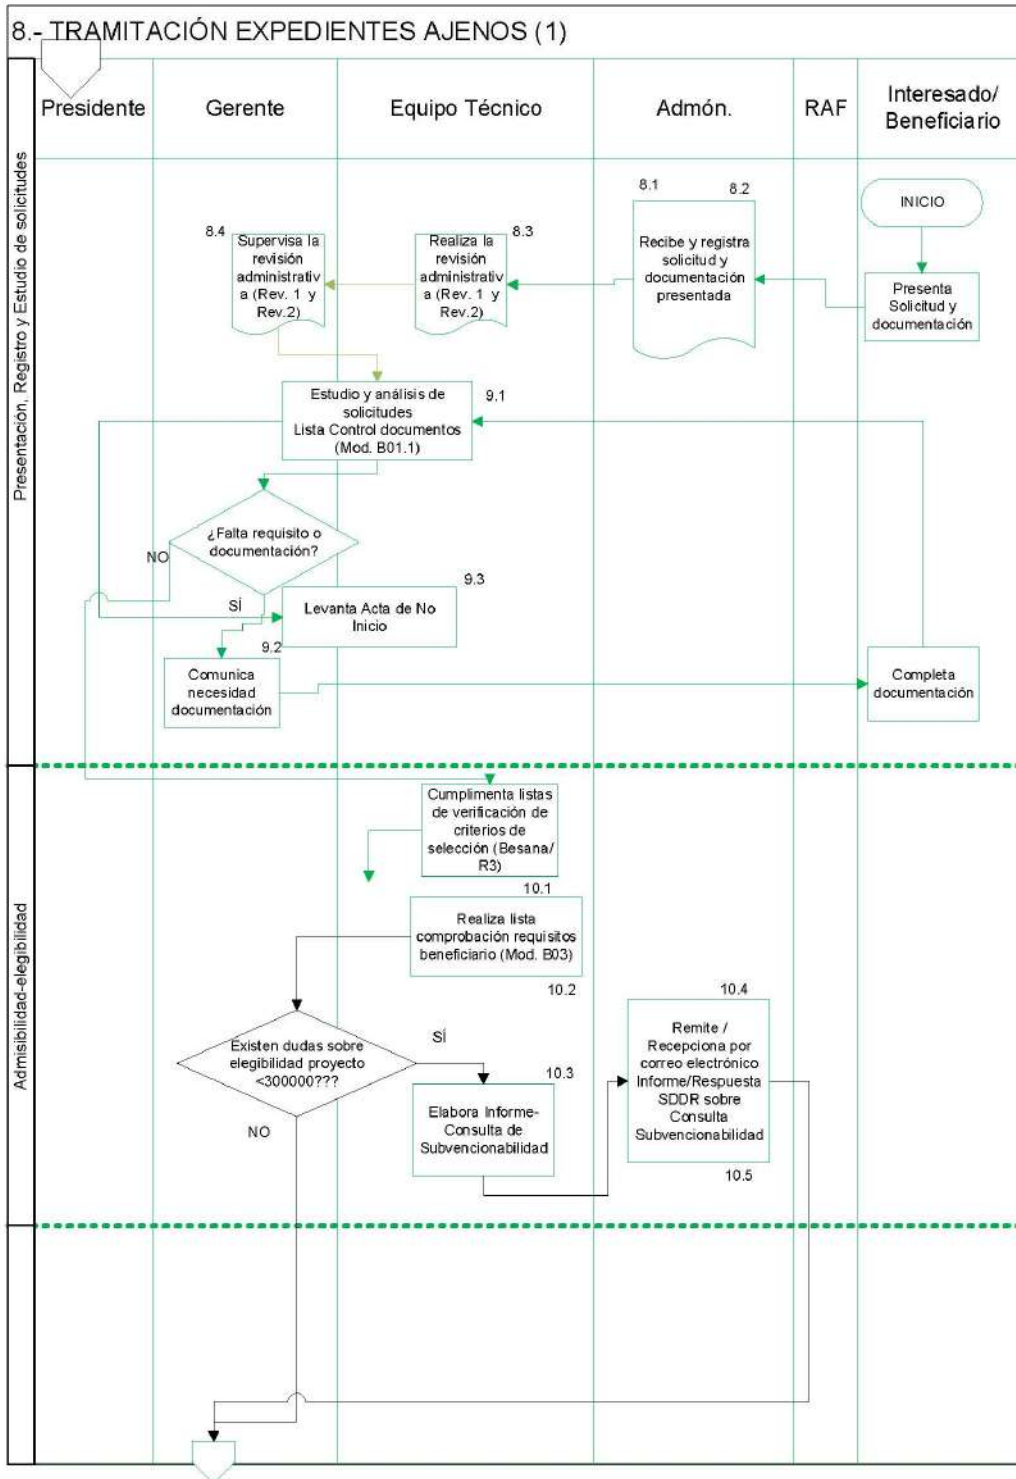 8.- TRAMITACIÓN EXPEDIENTES AJENOS (1)
Presidente
Gerente
Equipo Técnico
Admón.
RAF
Interesado/
Beneficiario
Presentación, Registro y Estudio de solicitudes
INICIO
Presenta
Solicitud y
documentación
8.1
8.2
Recibe y registra
solicitud y
documentación
presentada
8.3
Realiza la
revisión
administrativ
a (Rev. 1 y
Rev.2)
8.4
Supervisa la
revisión
administrativ
a (Rev. 1 y
Rev.2)
9.1
Estudio y análisis de
solicitudes
Lista Control documentos
(Mod. B01.1)
¿Falta requisito o
documentación?
NO
SÍ
9.3
Levanta Acta de No
Inicio
9.2
Comunica
necesidad
documentación
Completa
documentación
Admisibilidad-elegibilidad
Cumplimenta listas
de verificación de
criterios de
selección (Besana/
R3)
10.1
Realiza lista
comprobación requisitos
beneficiario (Mod. B03)
10.2
Existen dudas sobre
elegibilidad proyecto
<300000???
SÍ
NO
10.3
Elabora Informe-
Consulta de
Subvencionabilidad
10.4
Remite /
Recepciona por
correo electrónico
Informe/Respuesta
SDDR sobre
Consulta
Subvencionabilidad
10.5